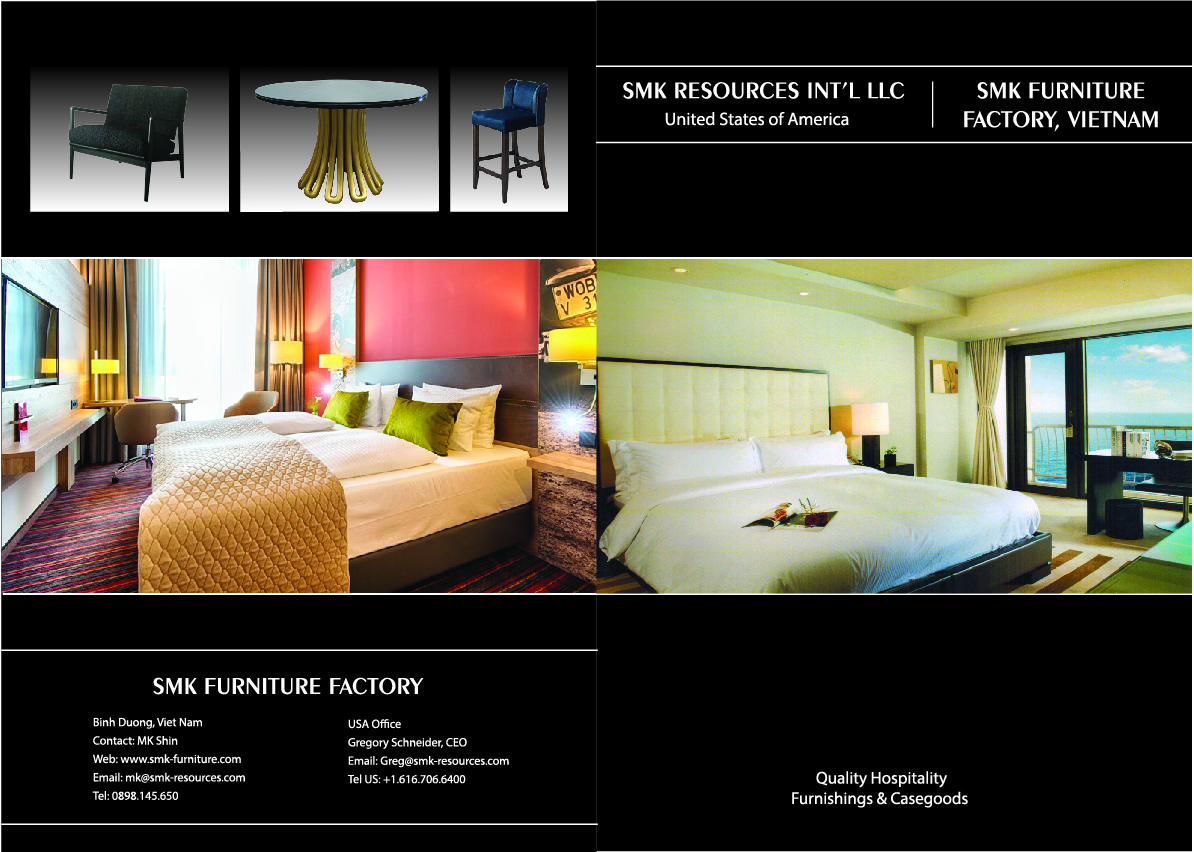 SMK RESOURCES INT'L LLC
United States of America
SMK FURNITURE
FACTORY, VIETNAM
WOB
V 31
SMK FURNITURE FACTORY
Binh Duong, Viet Nam
Contact: MK Shin
Web: www.smk-furniture.com
Email: mk@smk-resources.com
Tel: 0898.145.650
USA Office
Gregory Schneider, CEO
Email: Greg@smk-resources.com
Tel US: +1.616.706.6400
Quality Hospitality
Furnishings & Casegoods